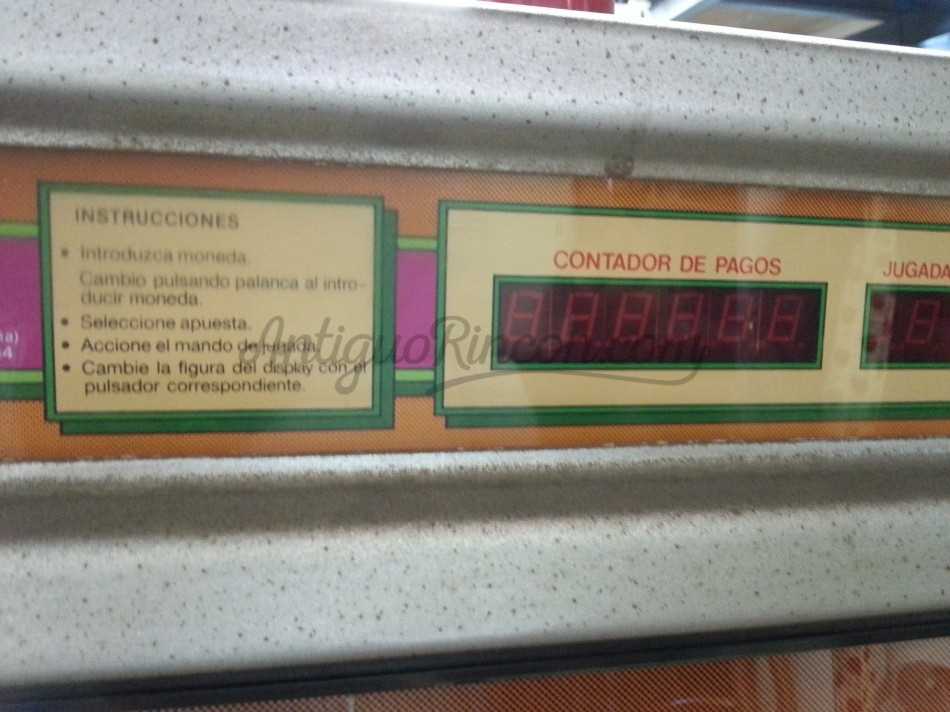 INSTRUCCIONES
• Introduzca moneda.
Cambio pulsando palanca al intro-
ducir moneda.
• Seleccione apuesta.
• Accione el mando de jugada.
• Cambie la figura del display con el
pulsador correspondiente.
CONTADOR DE PAGOS
JUGADA
AntiguoRincon.com